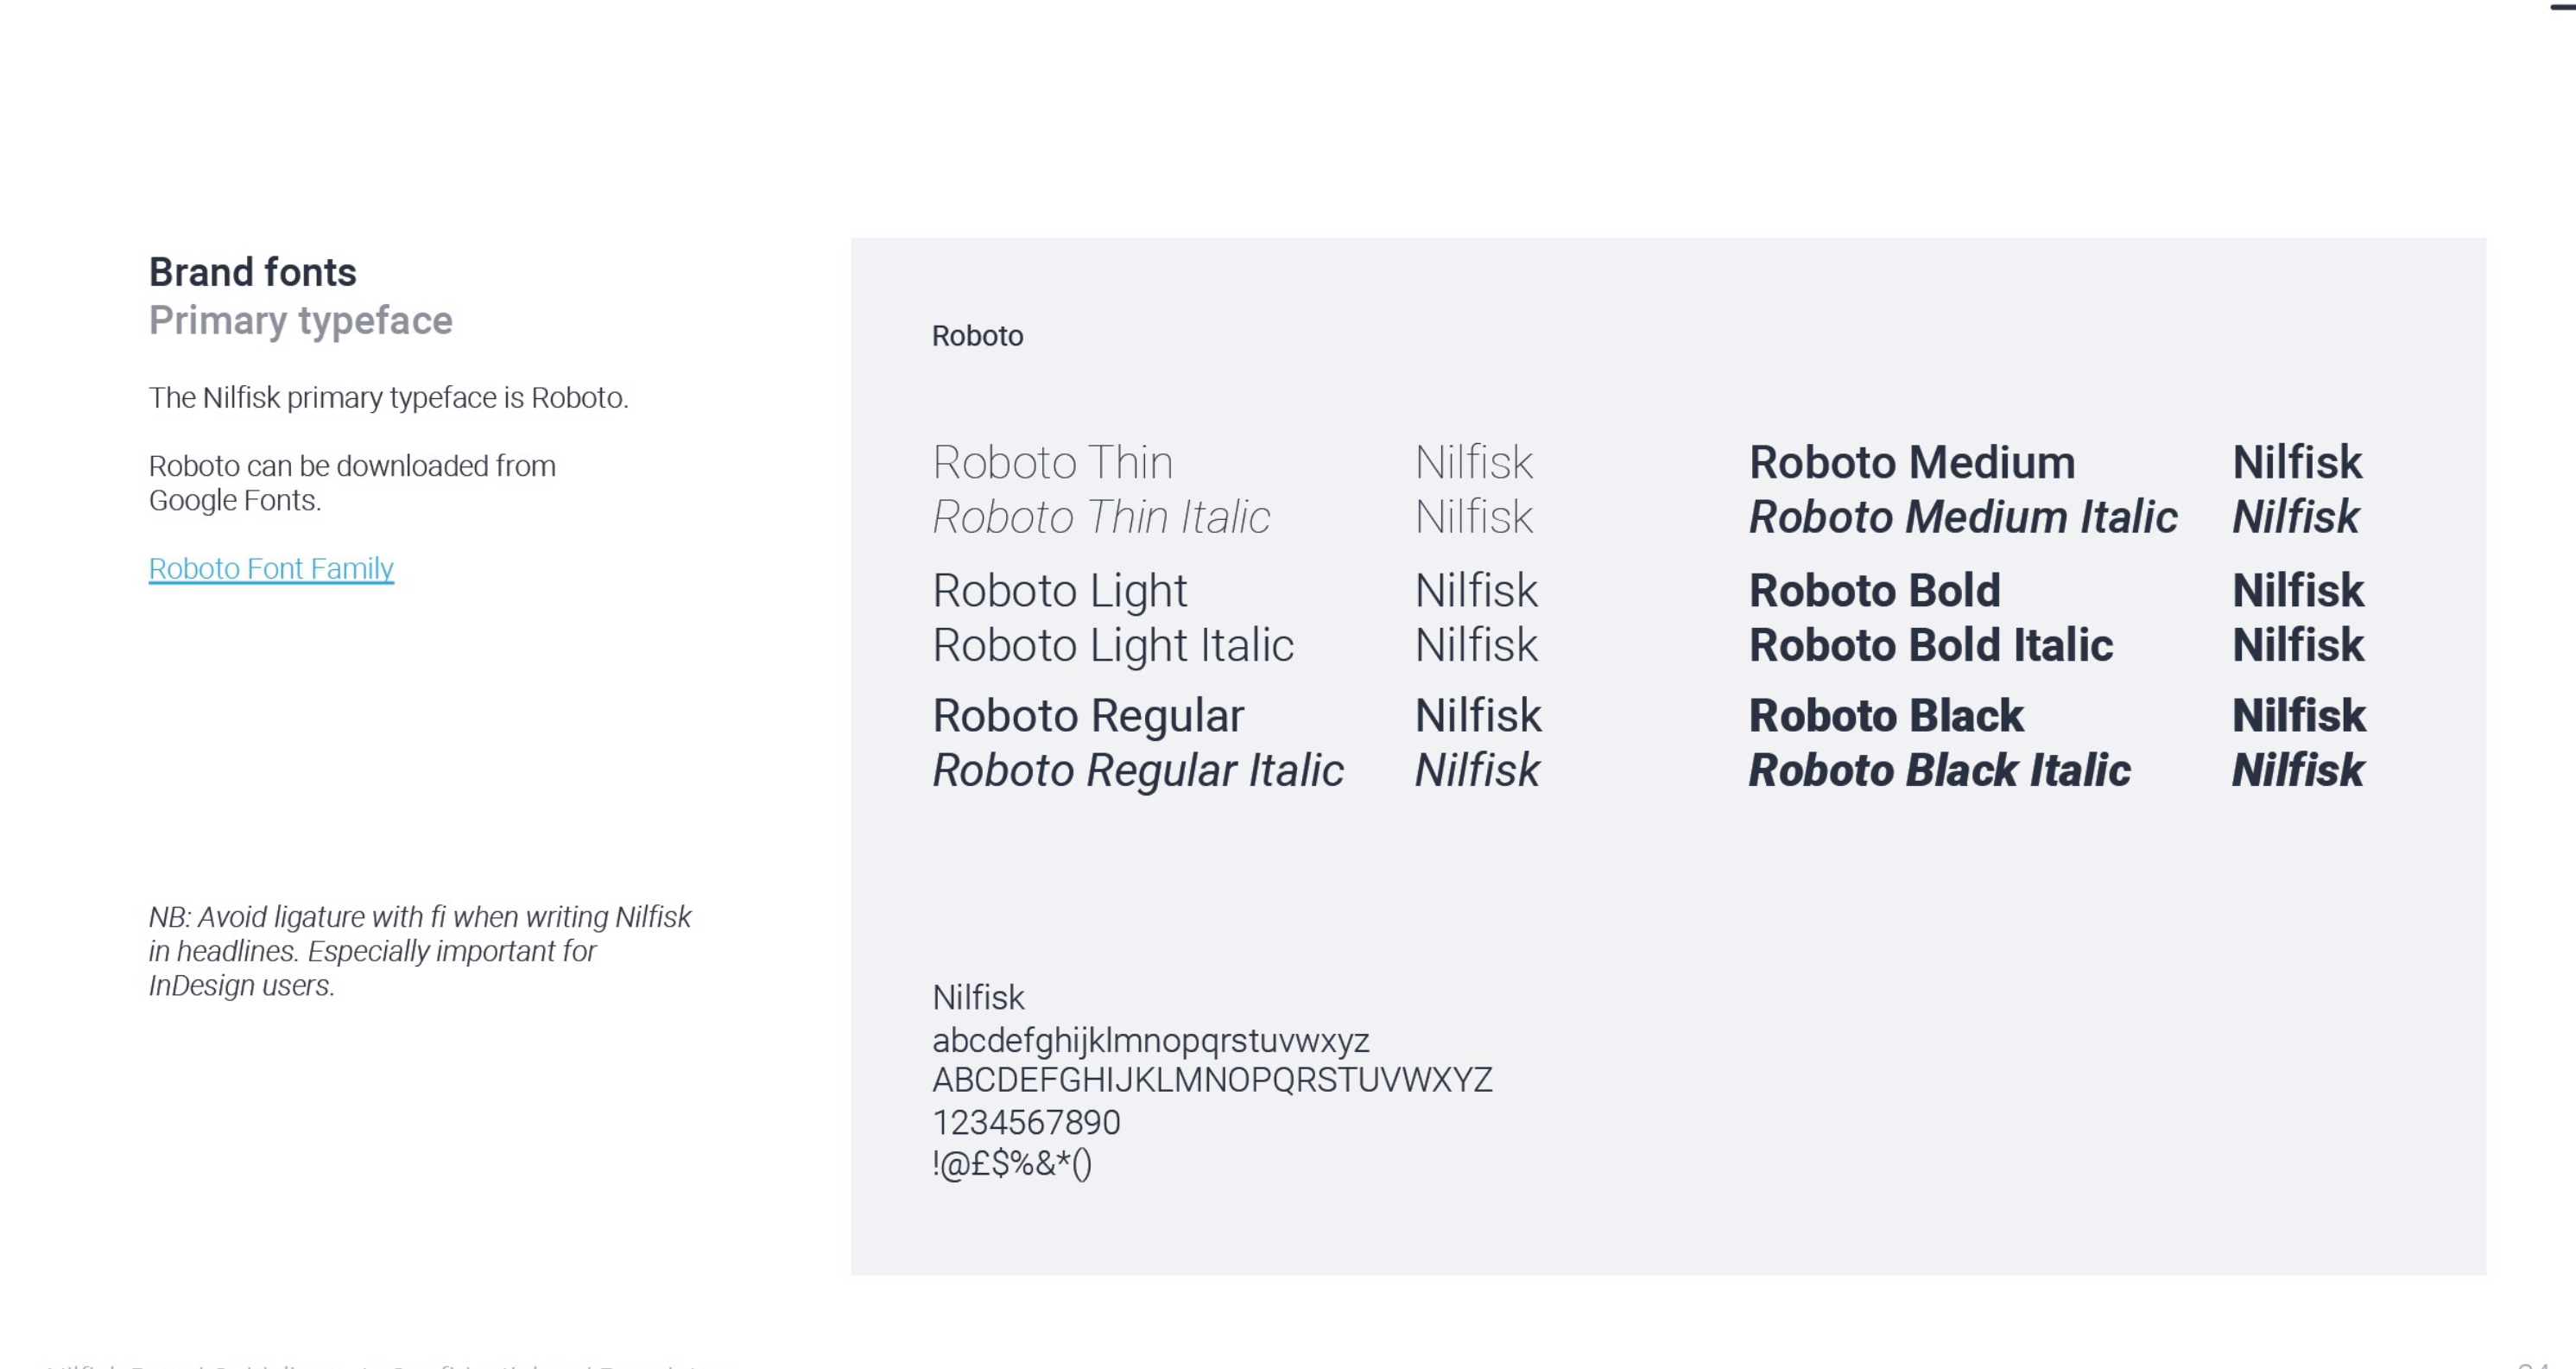 Brand fonts
Primary typeface
The Nilfisk primary typeface is Roboto.
Roboto can be downloaded from
Google Fonts.
Roboto Font Family
NB: Avoid ligature with fi when writing Nilfisk
in headlines. Especially important for
InDesign users.
Roboto
Roboto Thin Nilfisk
Roboto Thin Italic Nilfisk
Roboto Light Nilfisk
Roboto Light Italic Nilfisk
Roboto Regular Nilfisk
Roboto Regular Italic Nilfisk
Roboto Medium Nilfisk
Roboto Medium Italic Nilfisk
Roboto Bold Nilfisk
Roboto Bold Italic Nilfisk
Roboto Black Nilfisk
Roboto Black Italic Nilfisk
Nilfisk
abcdefghijklmnopqrstuvwxyz
ABCDEFGHIJKLMNOPQRSTUVWXYZ
1234567890
!@£$%&*()